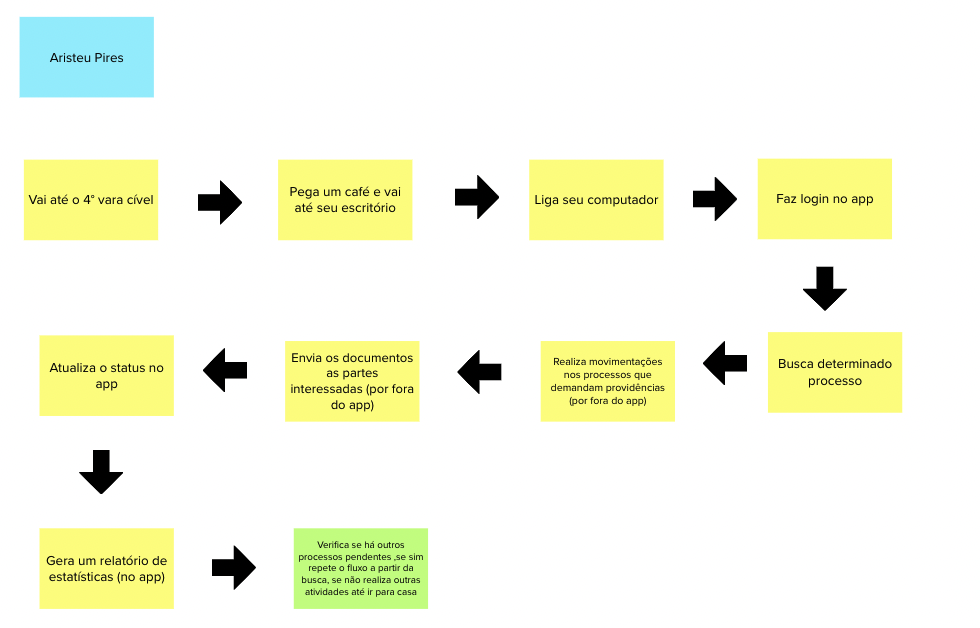 Aristeu Pires
Vai até o 4° vara cível
Pega um café e vai
até seu escritório
Liga seu computador
Faz login no app
Busca determinado
processo
Realiza movimentações
nos processos que
demandam providências
(por fora do app)
Envia os documentos
as partes
interessadas (por fora
do app)
Atualiza o status no
app
Gera um relatório de
estatísticas (no app)
Verifica se há outros
processos pendentes ,se sim
repete o fluxo a partir da
busca, se não realiza outras
atividades até ir para casa